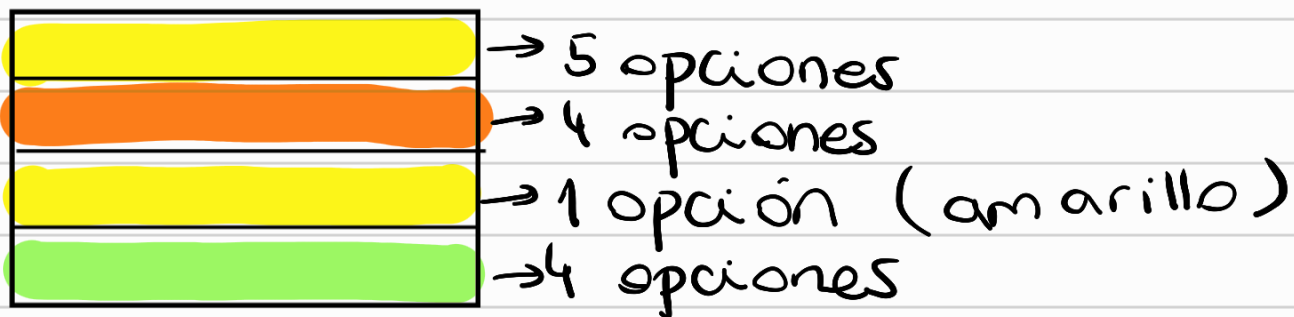 → 5 opciones
→ 4 opciones
→ 1 opción (amarillo)
→ 4 opciones